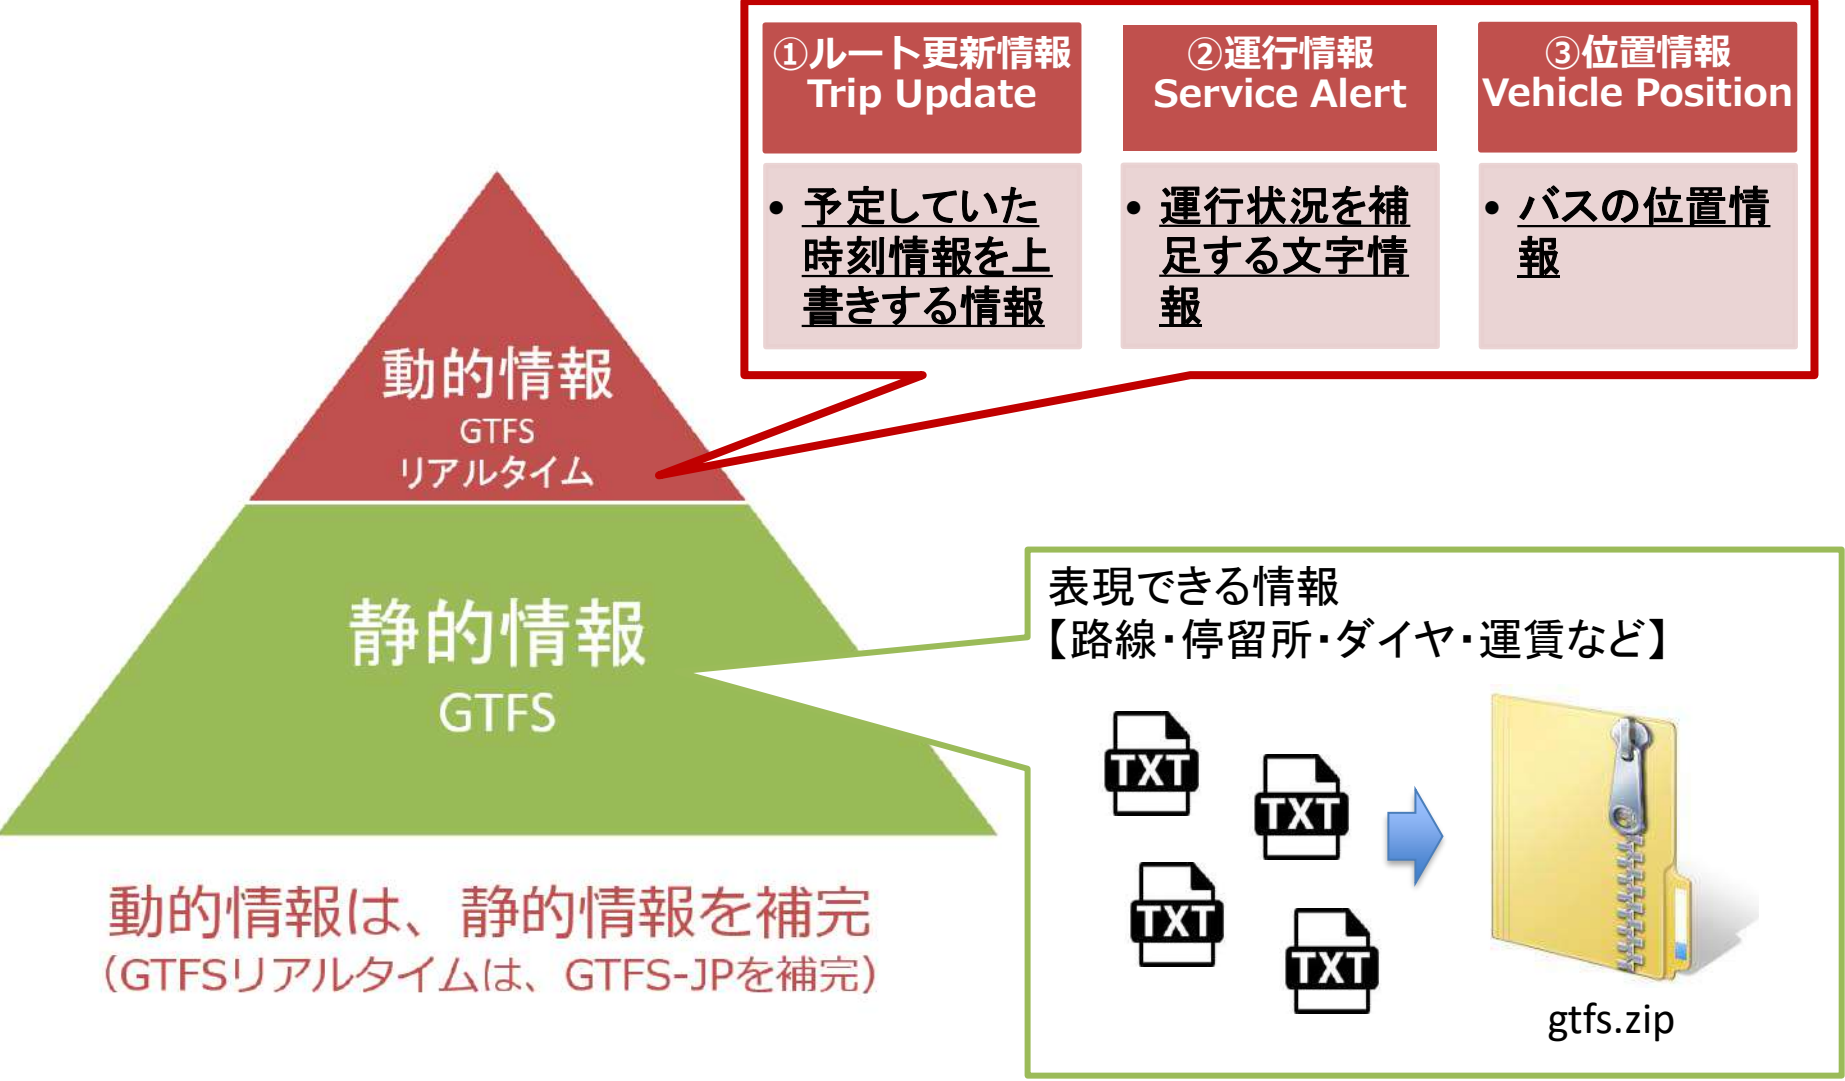 ①ルート更新情報
Trip Update
②運行情報
Service Alert
③位置情報
Vehicle Position
• 予定していた
時刻情報を上
書きする情報
• 運行状況を補
足する文字情
報
• バスの位置情
報
動的情報
GTFS
リアルタイム
静的情報
GTFS
動的情報は、静的情報を補完
（GTFSリアルタイムは、GTFS-JPを補完）
表現できる情報
【路線・停留所・ダイヤ・運賃など】
TXT
TXT
TXT
TXT
gtfs.zip